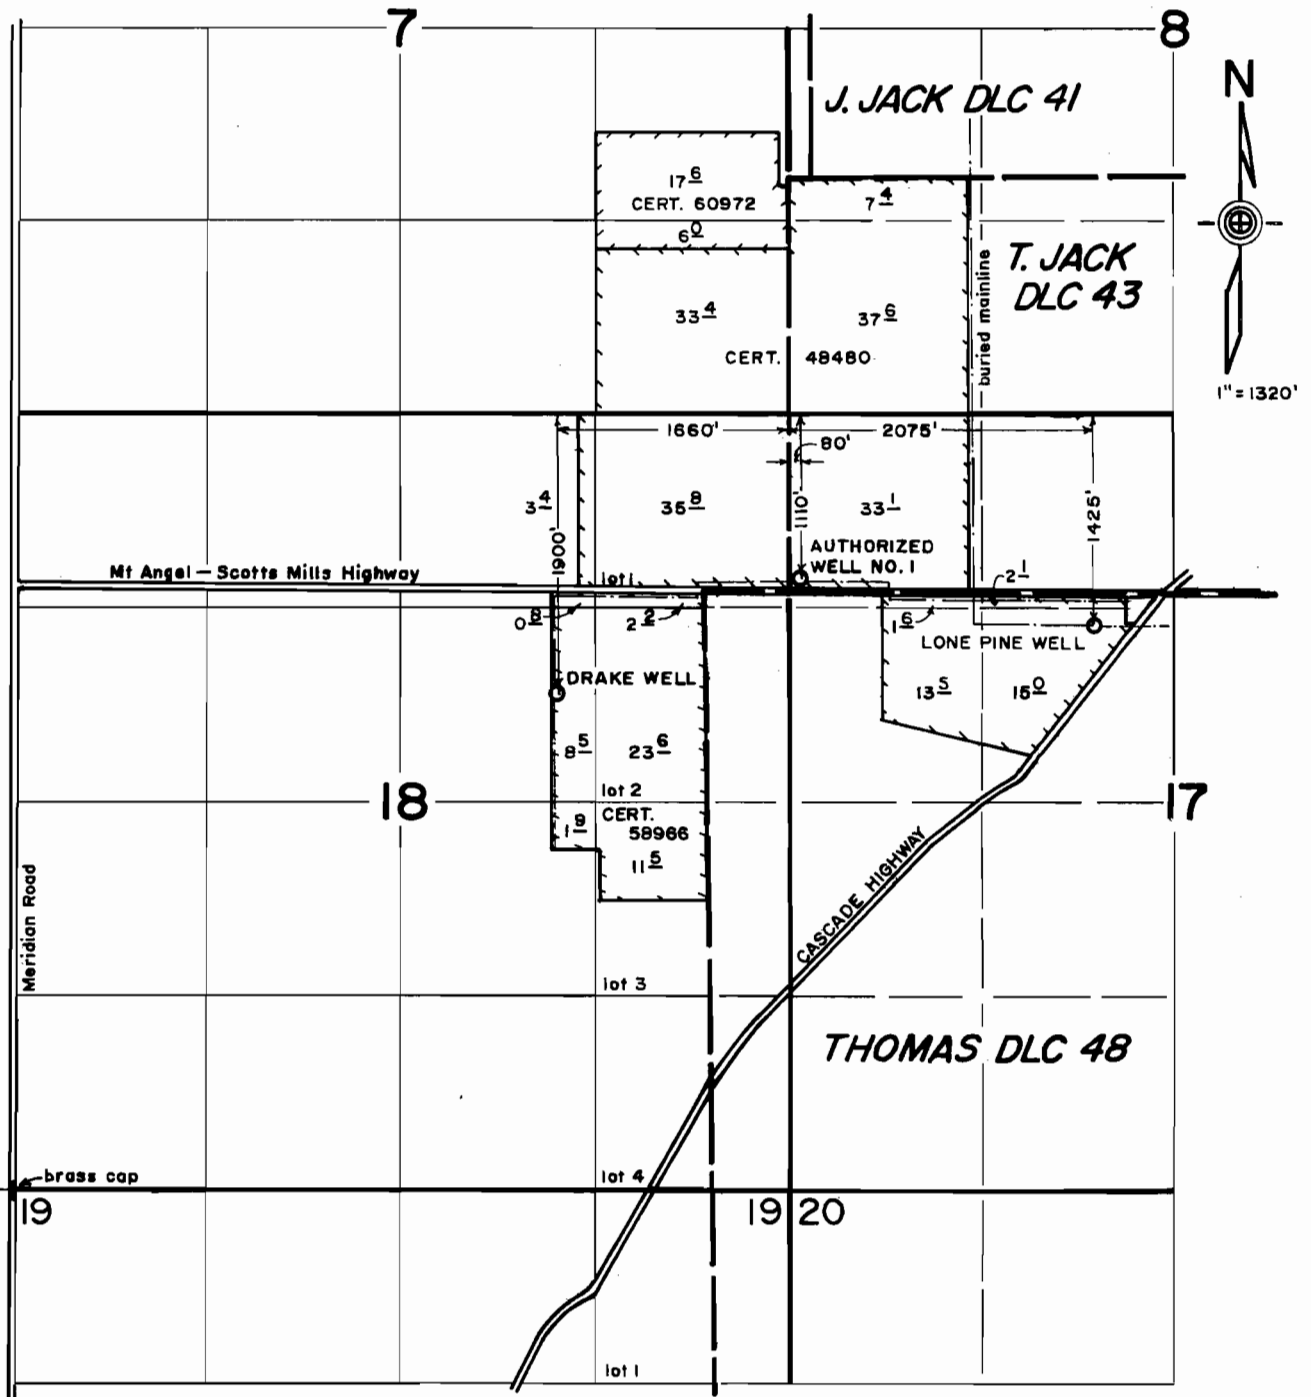 7
8
N
J. JACK DLC 41
17 6
CERT. 60972
7 4
6 0
T. JACK
DLC 43
buried mainline
33 4
37 6
CERT. 48480
1" = 1320'
1660'
2075'
80'
3 4
35 8
33 1
1900'
1110'
1425'
AUTHORIZED
WELL NO. 1
Mt Angel – Scotts Mills Highway
lot 1
2 1
0 8
2 2
1 6
LONE PINE WELL
DRAKE WELL
13 5
15 0
8 5
23 6
lot 2
18
17
CERT.
58966
1 9
11 5
CASCADE HIGHWAY
Meridian Road
lot 3
THOMAS DLC 48
brass cap
lot 4
19
19
20
lot 1